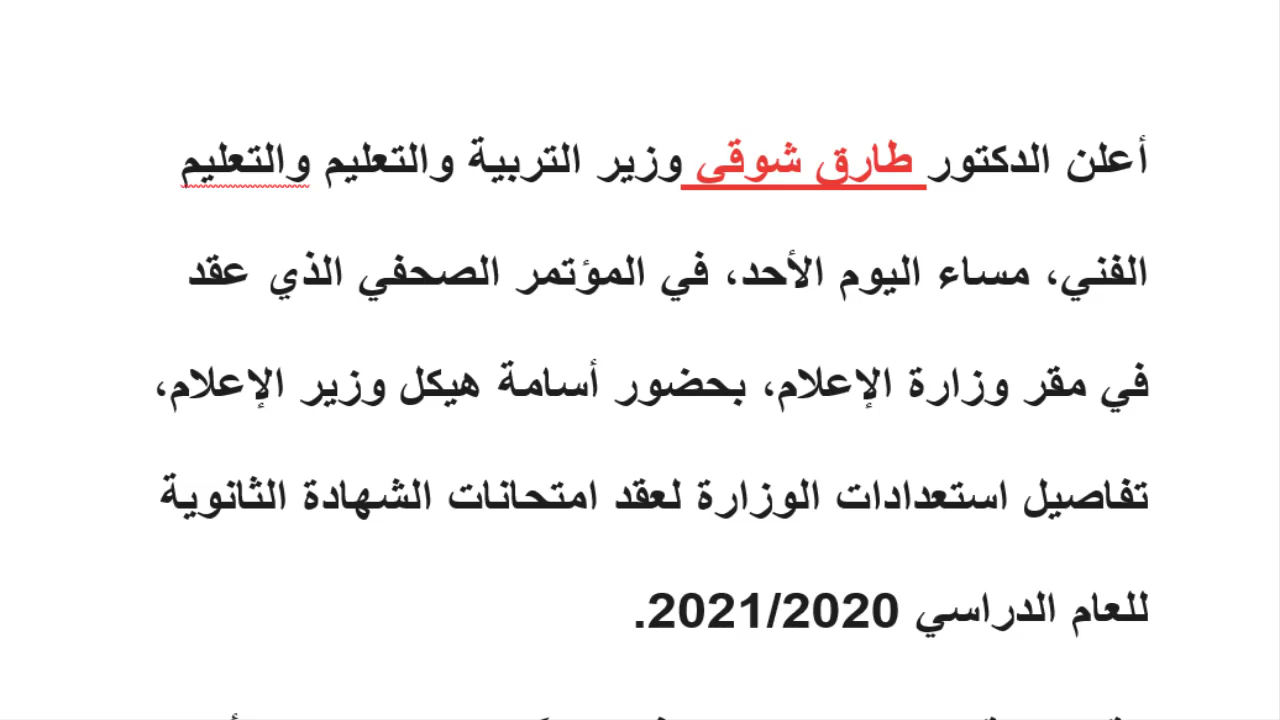 أعلن الدكتور طارق شوقي وزير التربية والتعليم والتعليم
الفني، مساء اليوم الأحد، في المؤتمر الصحفي الذي عقد
في مقر وزارة الإعلام، بحضور أسامة هيكل وزير الإعلام،
تفاصيل استعدادات الوزارة لعقد امتحانات الشهادة الثانوية
للعام الدراسي 2021/2020.